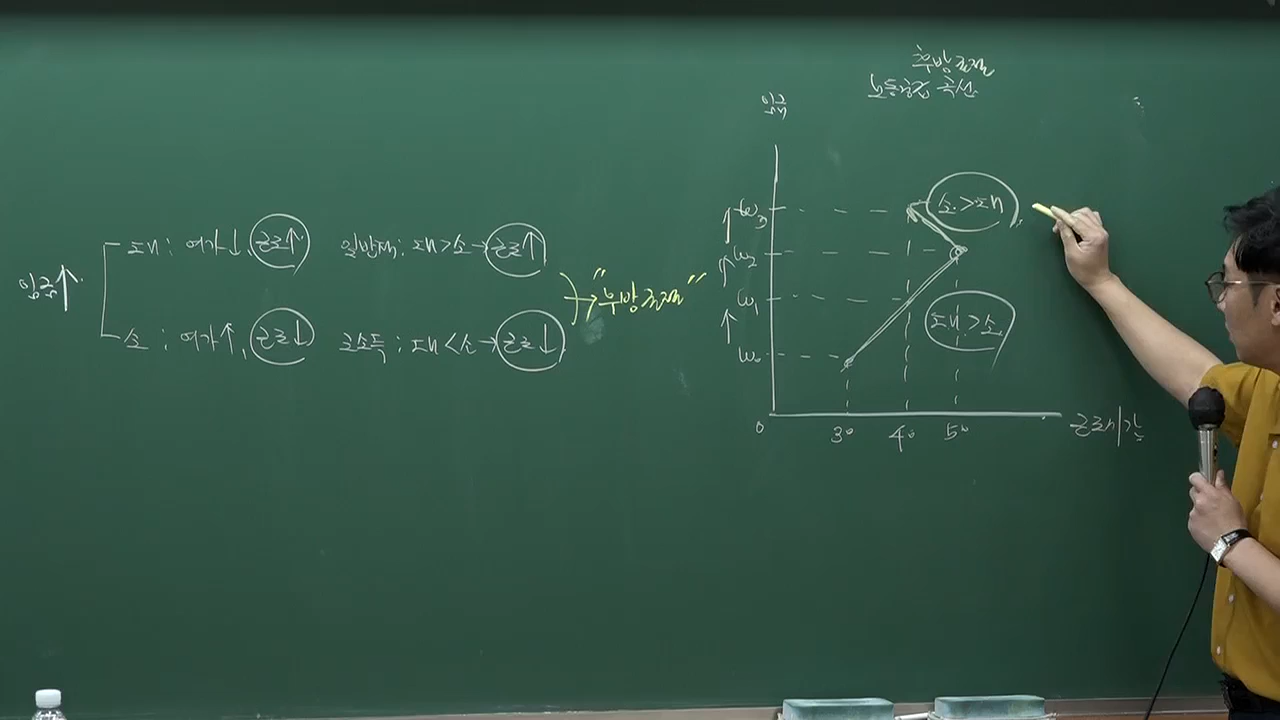 임금↑
대 : 여가↓, 근로↑ 일반재 : 대>소→근로↑
소 : 여가↑, 근로↓ 고소득 : 대<소→근로↓
→"후방굴절"
후방굴절
노동공급 곡선
임금
↑ W₃
↑ W₂
↑ W₁
W₀
소>대
대>소
0 30 40 50 근로시간